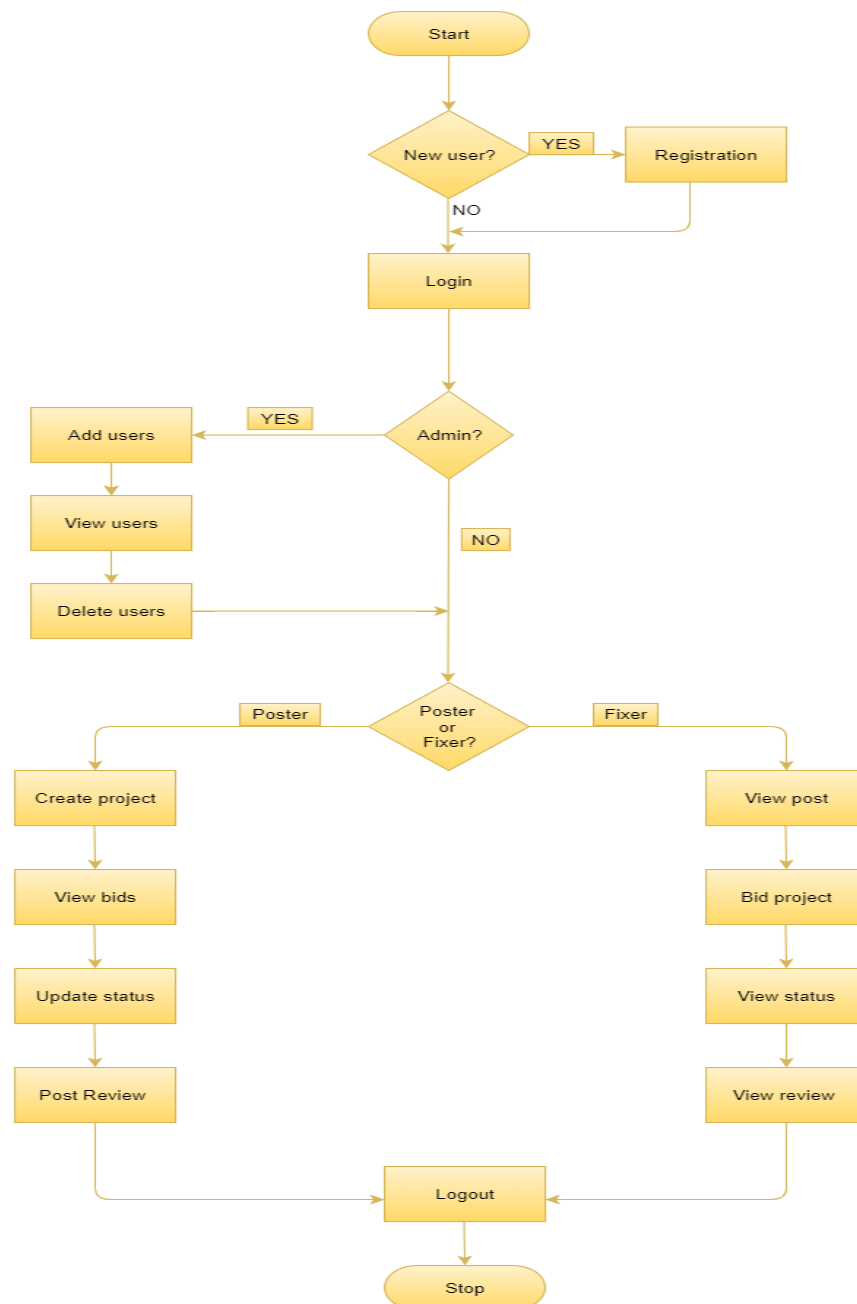 Start
New user?
YES
Registration
NO
Login
Admin?
YES
Add users
View users
NO
Delete users
Poster
or
Fixer?
Poster
Fixer
Create project
View post
View bids
Bid project
Update status
View status
Post Review
View review
Logout
Stop